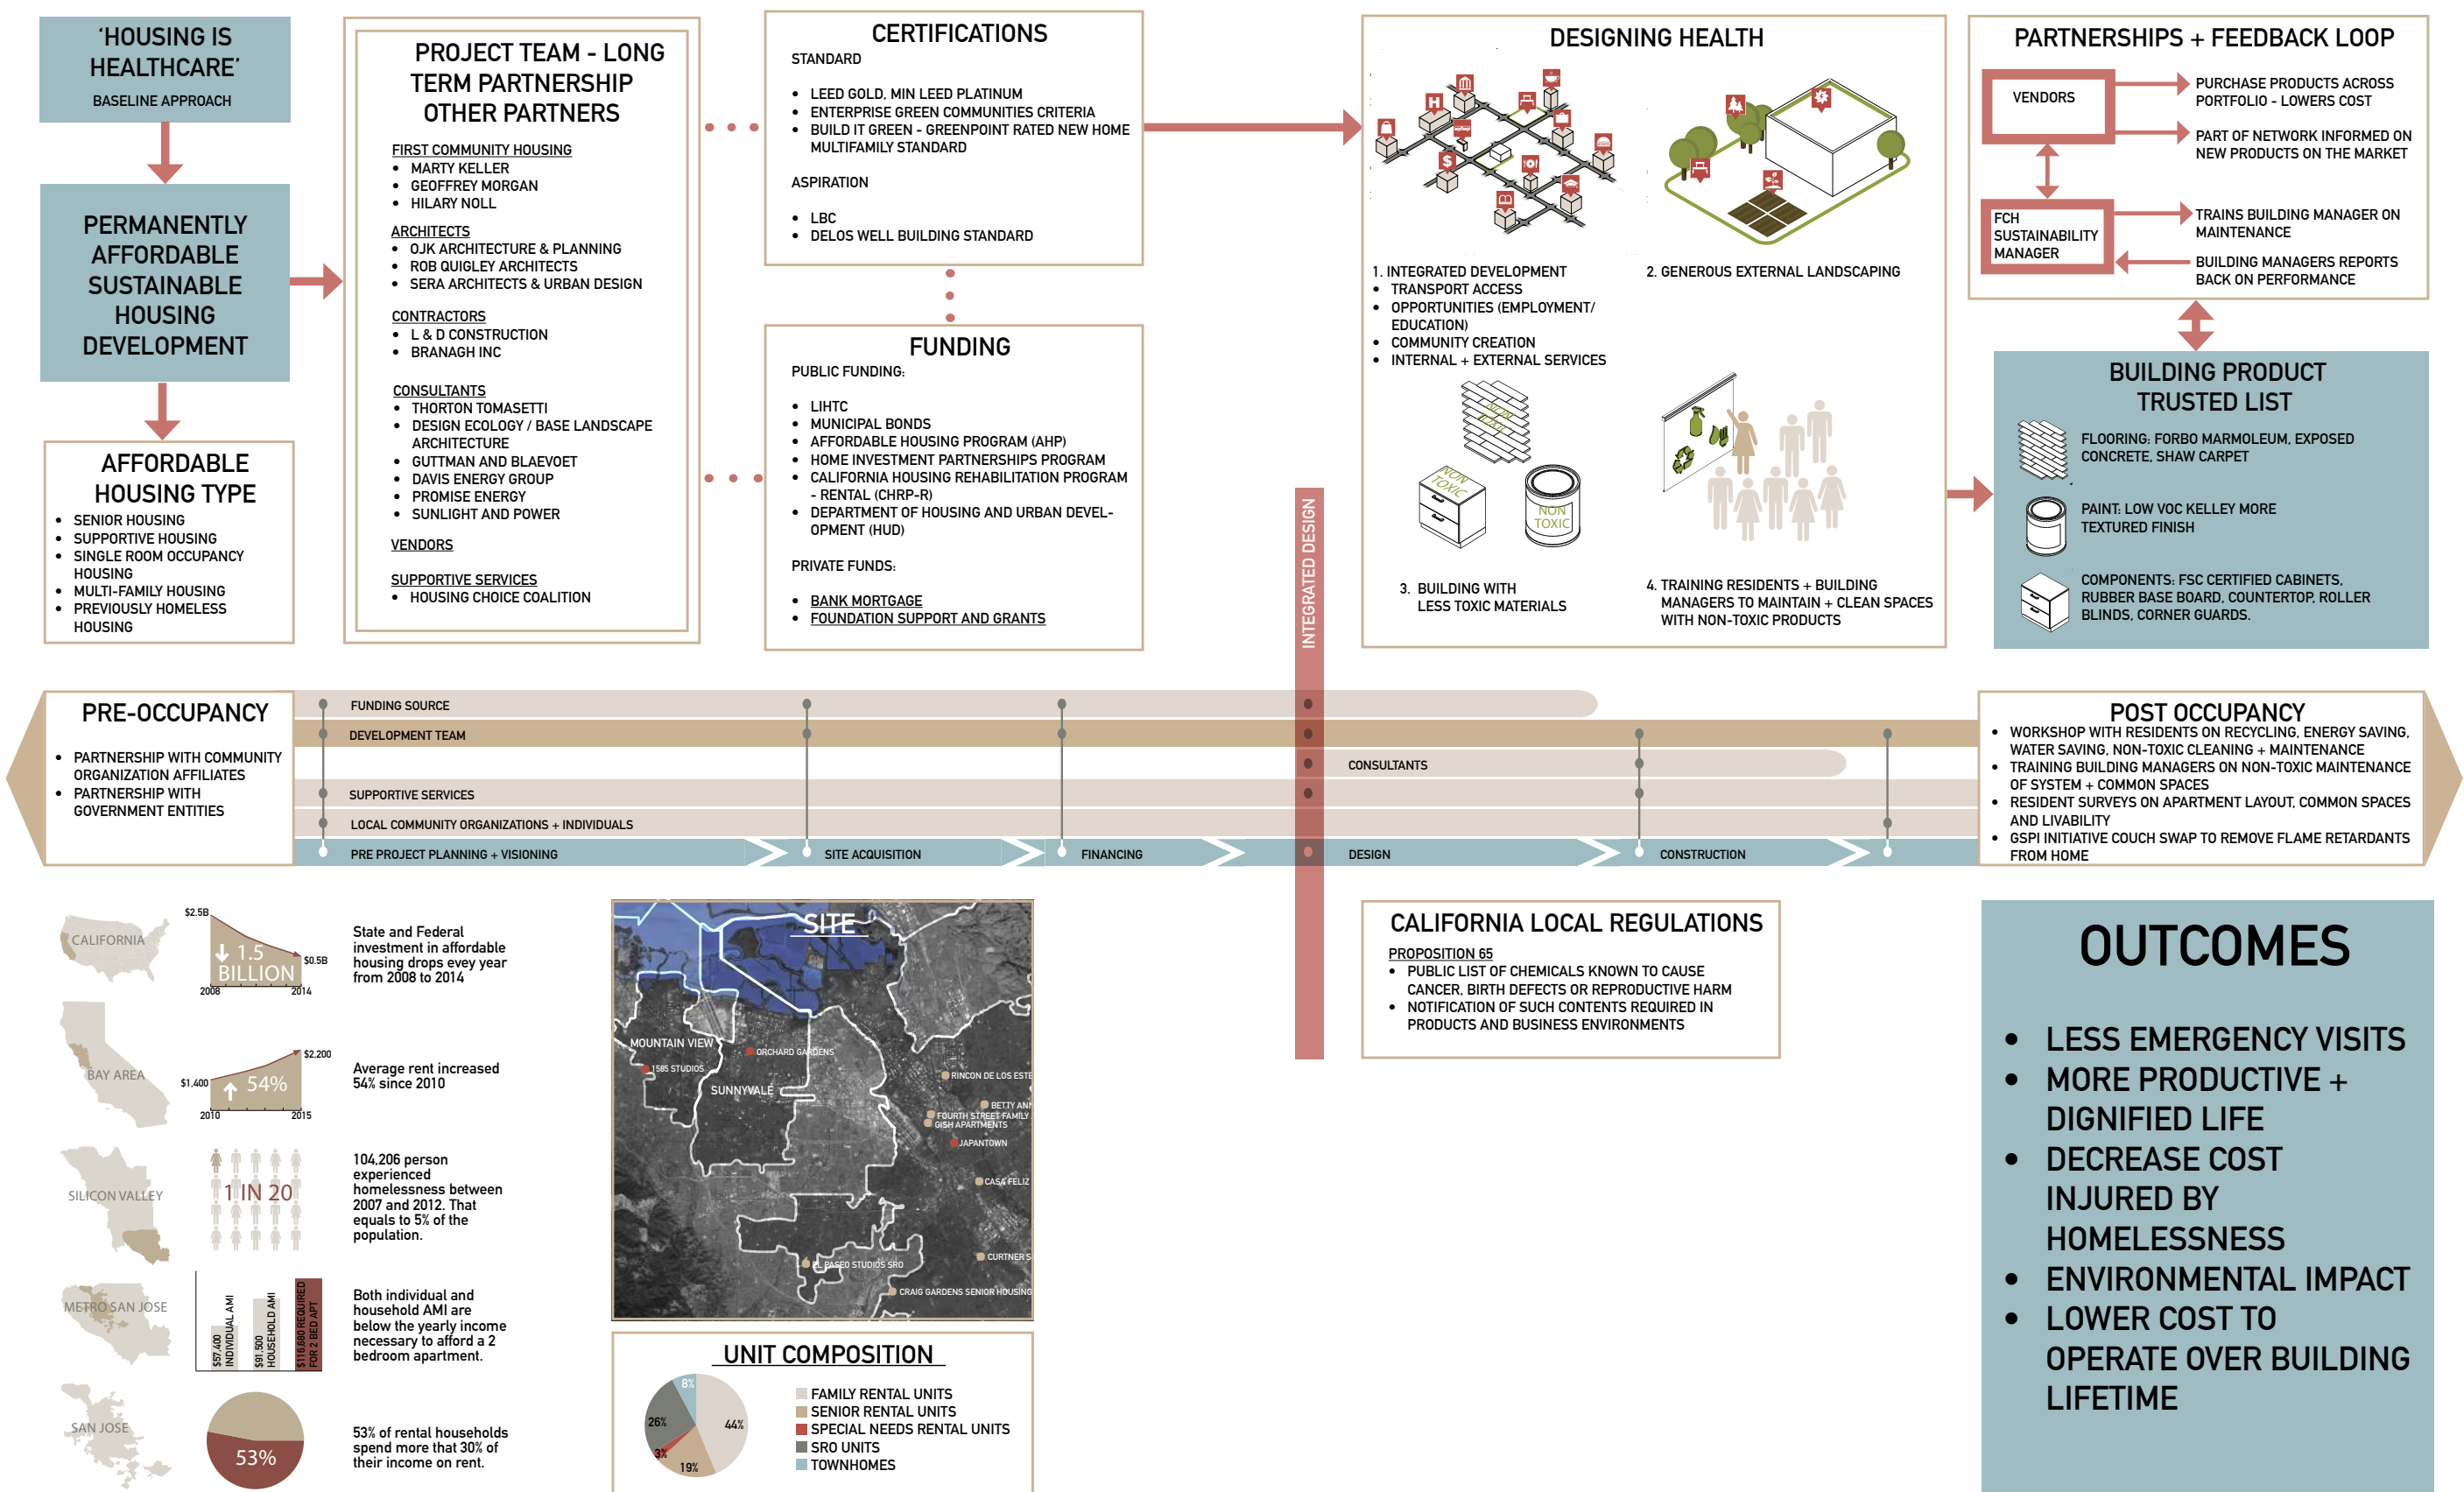 'HOUSING IS
HEALTHCARE'
BASELINE APPROACH
PERMANENTLY
AFFORDABLE
SUSTAINABLE
HOUSING
DEVELOPMENT
AFFORDABLE
HOUSING TYPE
• SENIOR HOUSING
• SUPPORTIVE HOUSING
• SINGLE ROOM OCCUPANCY
HOUSING
• MULTI-FAMILY HOUSING
• PREVIOUSLY HOMELESS
HOUSING
PROJECT TEAM - LONG
TERM PARTNERSHIP
OTHER PARTNERS
FIRST COMMUNITY HOUSING
• MARTY KELLER
• GEOFFREY MORGAN
• HILARY NOLL
ARCHITECTS
• OJK ARCHITECTURE & PLANNING
• ROB QUIGLEY ARCHITECTS
• SERA ARCHITECTS & URBAN DESIGN
CONTRACTORS
• L & D CONSTRUCTION
• BRANAGH INC
CONSULTANTS
• THORTON TOMASETTI
• DESIGN ECOLOGY / BASE LANDSCAPE
ARCHITECTURE
• GUTTMAN AND BLAEVOET
• DAVIS ENERGY GROUP
• PROMISE ENERGY
• SUNLIGHT AND POWER
VENDORS
SUPPORTIVE SERVICES
• HOUSING CHOICE COALITION
CERTIFICATIONS
STANDARD
• LEED GOLD, MIN LEED PLATINUM
• ENTERPRISE GREEN COMMUNITIES CRITERIA
• BUILD IT GREEN - GREENPOINT RATED NEW HOME
MULTIFAMILY STANDARD
ASPIRATION
• LBC
• DELOS WELL BUILDING STANDARD
FUNDING
PUBLIC FUNDING:
• LIHTC
• MUNICIPAL BONDS
• AFFORDABLE HOUSING PROGRAM (AHP)
• HOME INVESTMENT PARTNERSHIPS PROGRAM
• CALIFORNIA HOUSING REHABILITATION PROGRAM
- RENTAL (CHRP-R)
• DEPARTMENT OF HOUSING AND URBAN DEVEL-
OPMENT (HUD)
PRIVATE FUNDS:
• BANK MORTGAGE
• FOUNDATION SUPPORT AND GRANTS
INTEGRATED DESIGN
DESIGNING HEALTH
H
$
1. INTEGRATED DEVELOPMENT
• TRANSPORT ACCESS
• OPPORTUNITIES (EMPLOYMENT/
EDUCATION)
• COMMUNITY CREATION
• INTERNAL + EXTERNAL SERVICES
2. GENEROUS EXTERNAL LANDSCAPING
NON
TOXIC
NON
TOXIC
NON
TOXIC
3. BUILDING WITH
LESS TOXIC MATERIALS
4. TRAINING RESIDENTS + BUILDING
MANAGERS TO MAINTAIN + CLEAN SPACES
WITH NON-TOXIC PRODUCTS
PARTNERSHIPS + FEEDBACK LOOP
VENDORS
PURCHASE PRODUCTS ACROSS
PORTFOLIO - LOWERS COST
PART OF NETWORK INFORMED ON
NEW PRODUCTS ON THE MARKET
FCH
SUSTAINABILITY
MANAGER
TRAINS BUILDING MANAGER ON
MAINTENANCE
BUILDING MANAGERS REPORTS
BACK ON PERFORMANCE
BUILDING PRODUCT
TRUSTED LIST
FLOORING: FORBO MARMOLEUM, EXPOSED
CONCRETE, SHAW CARPET
PAINT: LOW VOC KELLEY MORE
TEXTURED FINISH
COMPONENTS: FSC CERTIFIED CABINETS,
RUBBER BASE BOARD, COUNTERTOP, ROLLER
BLINDS, CORNER GUARDS.
PRE-OCCUPANCY
• PARTNERSHIP WITH COMMUNITY
ORGANIZATION AFFILIATES
• PARTNERSHIP WITH
GOVERNMENT ENTITIES
FUNDING SOURCE
DEVELOPMENT TEAM
CONSULTANTS
SUPPORTIVE SERVICES
LOCAL COMMUNITY ORGANIZATIONS + INDIVIDUALS
PRE PROJECT PLANNING + VISIONING
SITE ACQUISITION
FINANCING
DESIGN
CONSTRUCTION
POST OCCUPANCY
• WORKSHOP WITH RESIDENTS ON RECYCLING, ENERGY SAVING,
WATER SAVING, NON-TOXIC CLEANING + MAINTENANCE
• TRAINING BUILDING MANAGERS ON NON-TOXIC MAINTENANCE
OF SYSTEM + COMMON SPACES
• RESIDENT SURVEYS ON APARTMENT LAYOUT, COMMON SPACES
AND LIVABILITY
• GSPI INITIATIVE COUCH SWAP TO REMOVE FLAME RETARDANTS
FROM HOME
CALIFORNIA
$2.5B
1.5
BILLION
$0.5B
2008
2014
State and Federal
investment in affordable
housing drops evey year
from 2008 to 2014
BAY AREA
$1,400
54%
$2,200
2010
2015
Average rent increased
54% since 2010
SILICON VALLEY
1 IN 20
104,206 person
experienced
homelessness between
2007 and 2012. That
equals to 5% of the
population.
METRO SAN JOSE
$57,400
INDIVIDUAL AMI
$91,500
HOUSEHOLD AMI
$116,680 REQUIRED
FOR 2 BED APT
Both individual and
household AMI are
below the yearly income
necessary to afford a 2
bedroom apartment.
SAN JOSE
53%
53% of rental households
spend more that 30% of
their income on rent.
SITE
MOUNTAIN VIEW
ORCHARD GARDENS
1585 STUDIOS
SUNNYVALE
RINCON DE LOS ESTE
BETTY ANN
FOURTH STREET FAMILY
GISH APARTMENTS
JAPANTOWN
CASA FELIZ
CURTNER S
EL PASEO STUDIOS SRO
CRAIG GARDENS SENIOR HOUSING
UNIT COMPOSITION
8%
26%
44%
3%
19%
FAMILY RENTAL UNITS
SENIOR RENTAL UNITS
SPECIAL NEEDS RENTAL UNITS
SRO UNITS
TOWNHOMES
CALIFORNIA LOCAL REGULATIONS
PROPOSITION 65
• PUBLIC LIST OF CHEMICALS KNOWN TO CAUSE
CANCER, BIRTH DEFECTS OR REPRODUCTIVE HARM
• NOTIFICATION OF SUCH CONTENTS REQUIRED IN
PRODUCTS AND BUSINESS ENVIRONMENTS
OUTCOMES
• LESS EMERGENCY VISITS
• MORE PRODUCTIVE +
DIGNIFIED LIFE
• DECREASE COST
INJURED BY
HOMELESSNESS
• ENVIRONMENTAL IMPACT
• LOWER COST TO
OPERATE OVER BUILDING
LIFETIME